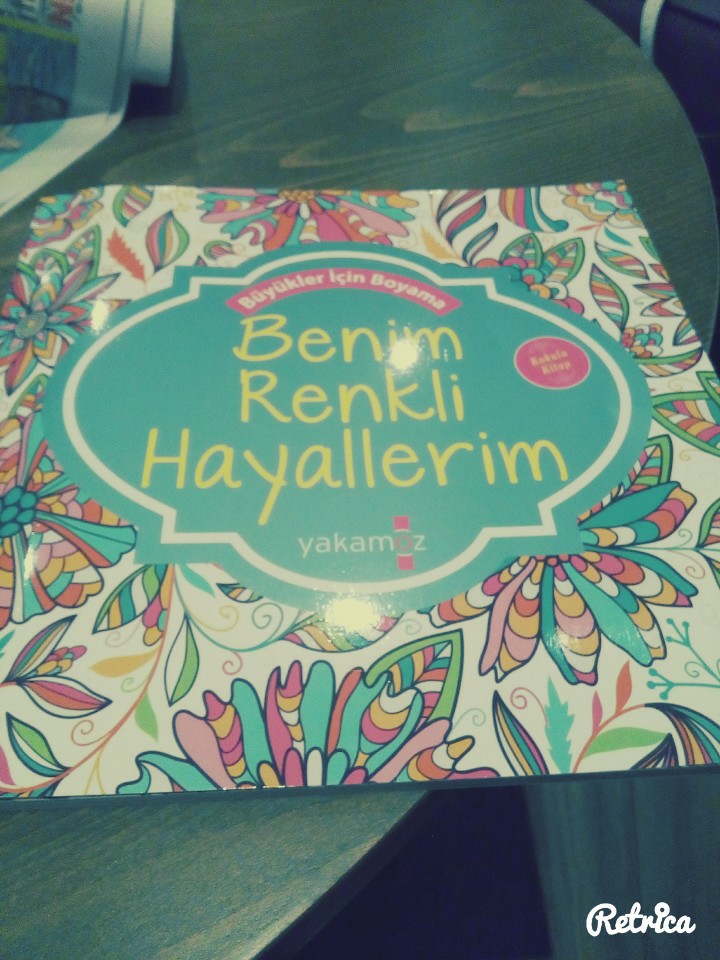 Büyükler İçin Boyama
Benim
Renkli
Hayallerim
Kokulu
Kitap
yakamoz
Retrica